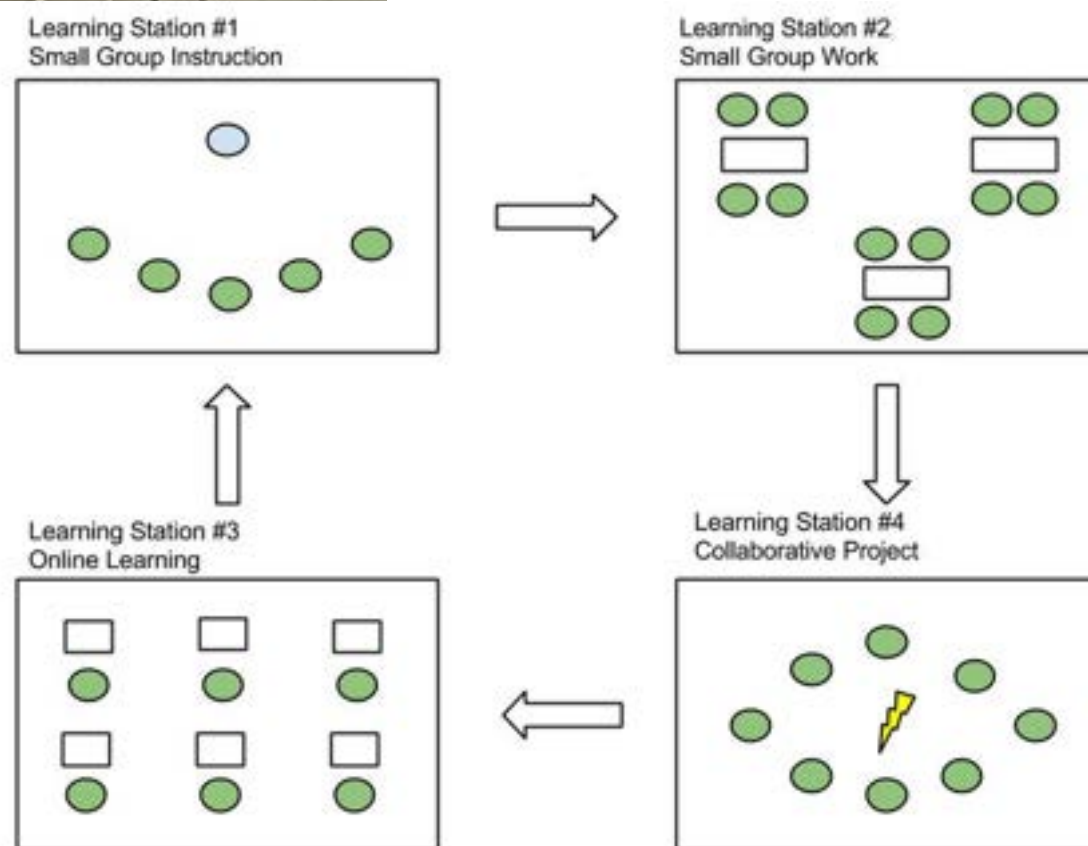 Learning Station #1
Small Group Instruction
Learning Station #2
Small Group Work
Learning Station #3
Online Learning
Learning Station #4
Collaborative Project